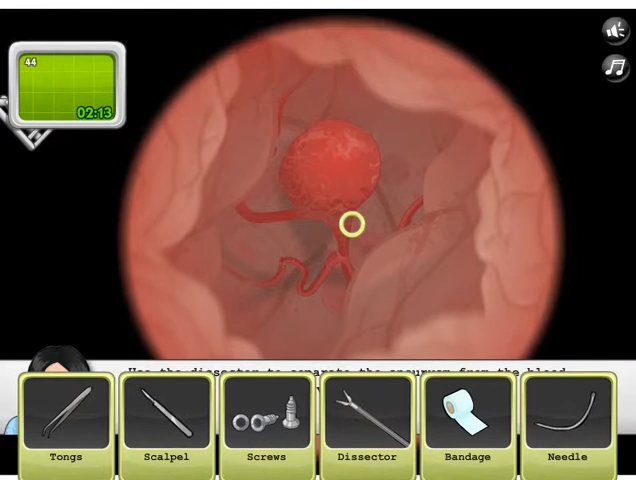 44
02:13
Use the dissector to separate the aneurysm from the blood
Tongs
Scalpel
Screws
Dissector
Bandage
Needle